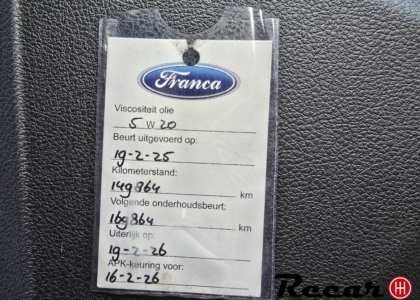 Franca
Viscositeit olie
5 W 20
Beurt uitgevoerd op:
19-2-25
Kilometerstand:
149864 km
Volgende onderhoudsbeurt:
169864 km
Uiterlijk op
19-2-26
APK-keuring voor:
16-2-26
Recar H